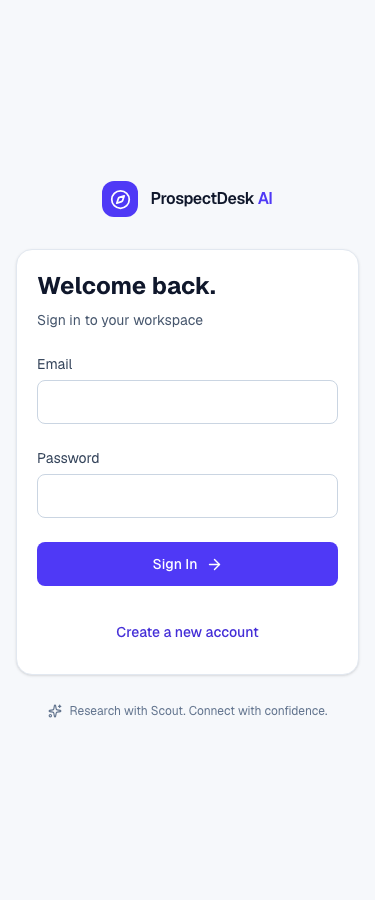 ProspectDesk AI
Welcome back.
Sign in to your workspace
Email
Password
Sign In
Create a new account
Research with Scout. Connect with confidence.